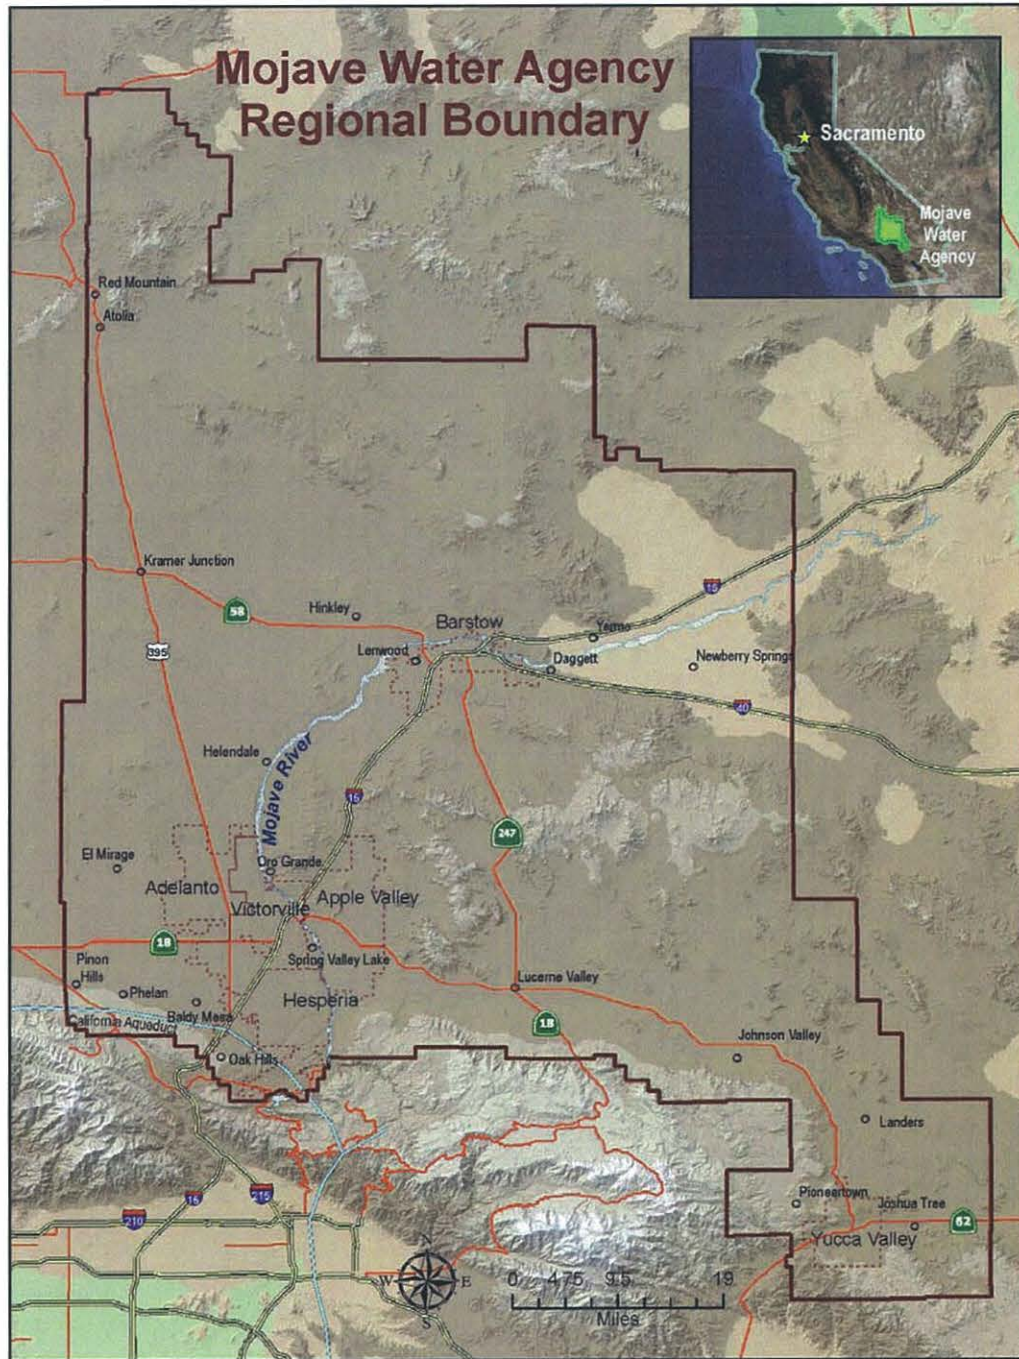 Mojave Water Agency
Regional Boundary
Sacramento
Mojave
Water
Agency
Red Mountain
Atolia
Kramer Junction
58
Hinkley
Barstow
15
Yermo
395
Lenwood
Daggett
Newberry Springs
40
Helendale
Mojave River
15
247
El Mirage
Oro Grande
Adelanto
Apple Valley
Victorville
18
Spring Valley Lake
Pinon
Hills
Phelan
Baldy Mesa
Hesperia
Lucerne Valley
California Aqueduct
18
Oak Hills
Johnson Valley
Landers
Pioneertown
Joshua Tree
62
Yucca Valley
15
215
210
N
W
E
S
0 4.75 9.5 19
Miles